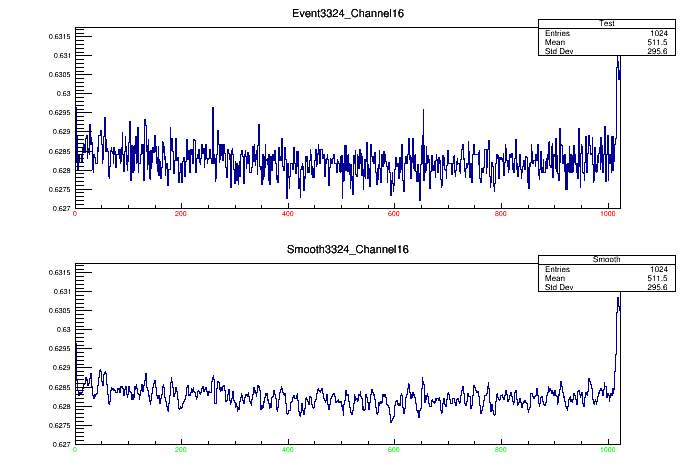 Event3324_Channel16
Test
Entries 1024
Mean 511.5
Std Dev 295.6
0.6315
0.631
0.6305
0.63
0.6295
0.629
0.6285
0.628
0.6275
0.627
0 200 400 600 800 1000
Smooth3324_Channel16
Smooth
Entries 1024
Mean 511.5
Std Dev 295.6
0.6315
0.631
0.6305
0.63
0.6295
0.629
0.6285
0.628
0.6275
0.627
0 200 400 600 800 1000